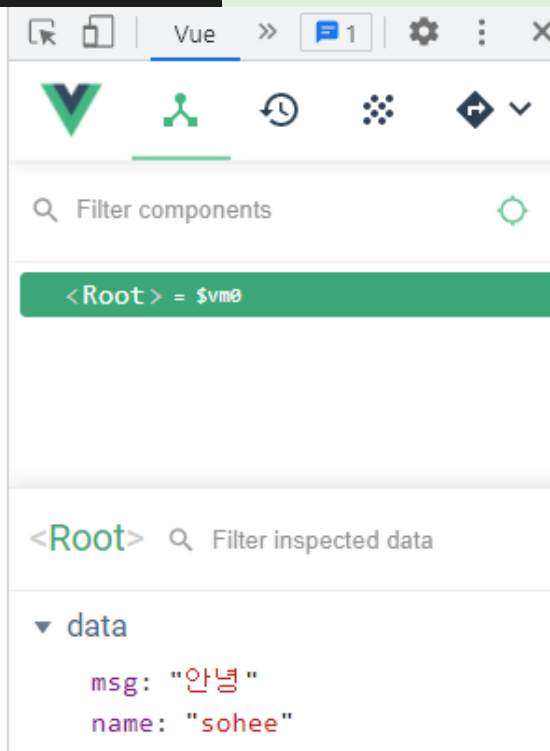 Vue » 1
Filter components
<Root> = $vm0
<Root> Filter inspected data
data
msg: "안녕"
name: "sohee"